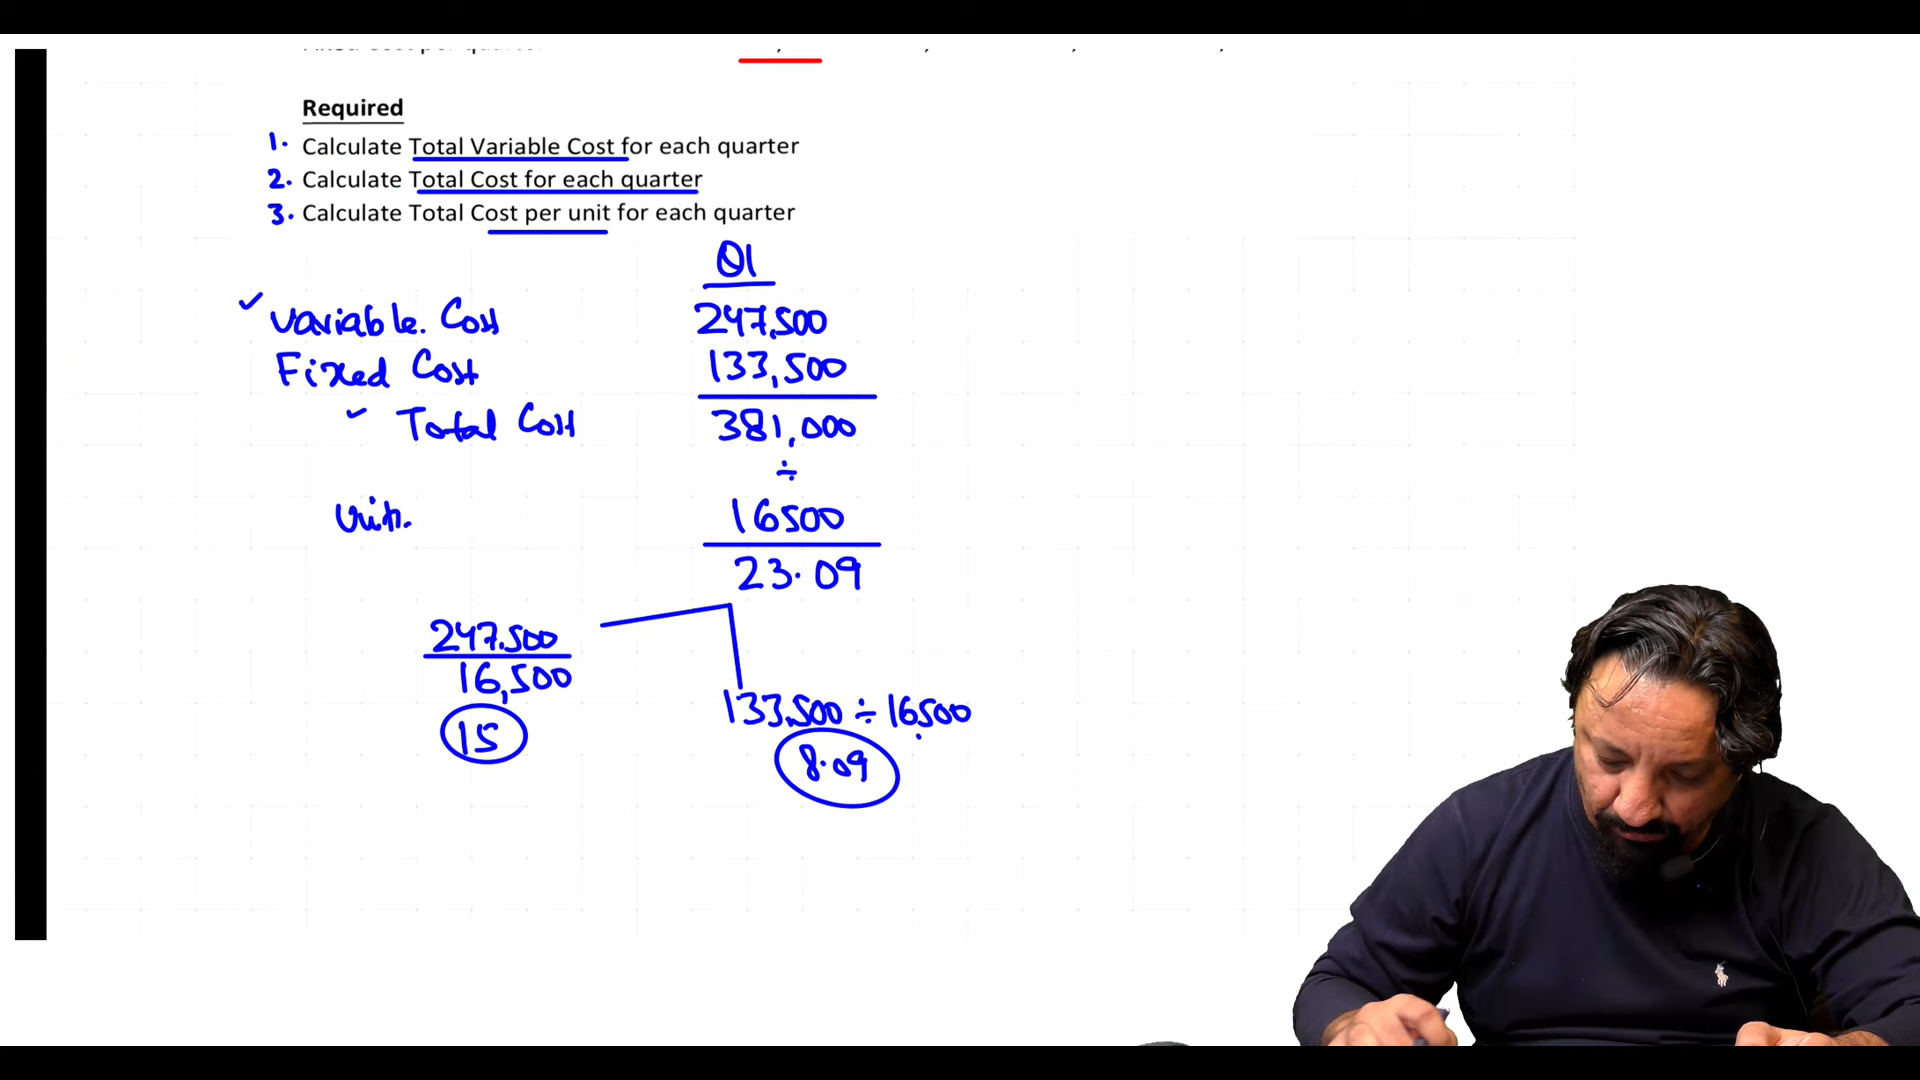 Required
1. Calculate Total Variable Cost for each quarter
2. Calculate Total Cost for each quarter
3. Calculate Total Cost per unit for each quarter
Q1
✓ Variable. Cost 247,500
Fixed Cost 133,500
✓ Total Cost 381,000
÷
Units. 16500
23.09
247.500
16,500
15
133,500 ÷ 16500
8.09